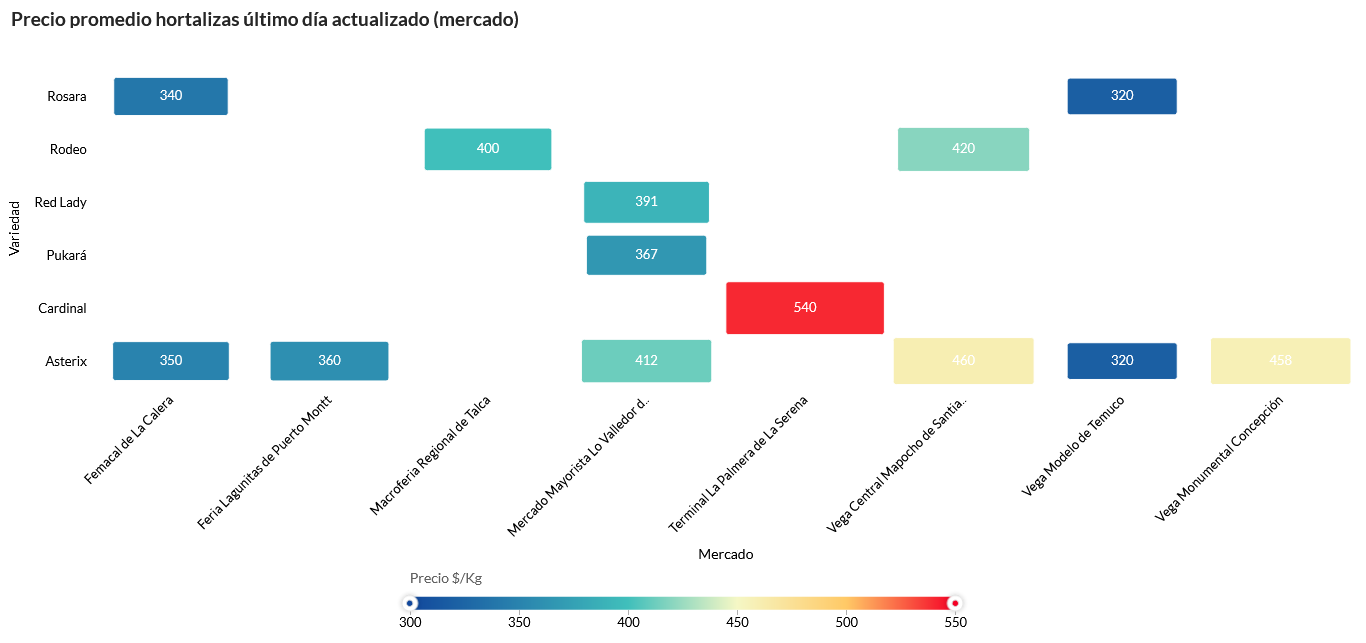 Precio promedio hortalizas último día actualizado (mercado)
Variedad
Rosara 340 320
Rodeo 400 420
Red Lady 391
Pukará 367
Cardinal 540
Asterix 350 360 412 460 320 458
Femacal de La Calera
Feria Lagunitas de Puerto Montt
Macroferia Regional de Talca
Mercado Mayorista Lo Valledor d..
Terminal La Palmera de La Serena
Vega Central Mapocho de Santia..
Vega Modelo de Temuco
Vega Monumental Concepción
Mercado
Precio $/Kg
300 350 400 450 500 550